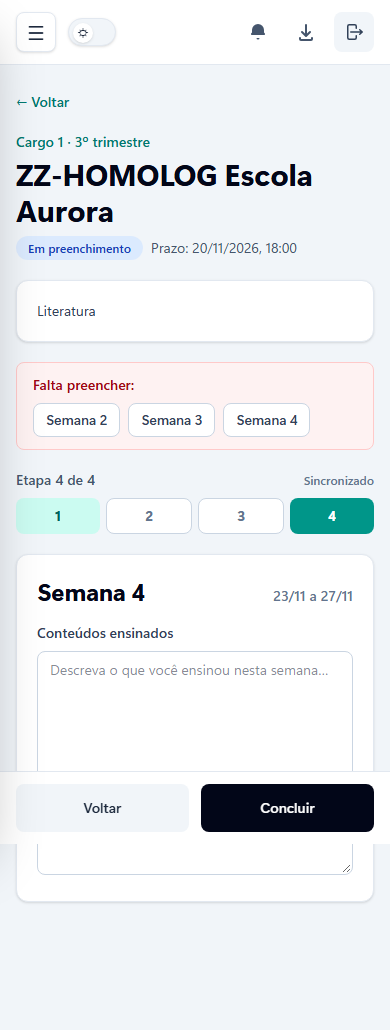 ← Voltar
Cargo 1 · 3º trimestre
ZZ-HOMOLOG Escola
Aurora
Em preenchimento Prazo: 20/11/2026, 18:00
Literatura
Falta preencher:
Semana 2 Semana 3 Semana 4
Etapa 4 de 4 Sincronizado
1 2 3 4
Semana 4 23/11 a 27/11
Conteúdos ensinados
Descreva o que você ensinou nesta semana...
Voltar Concluir